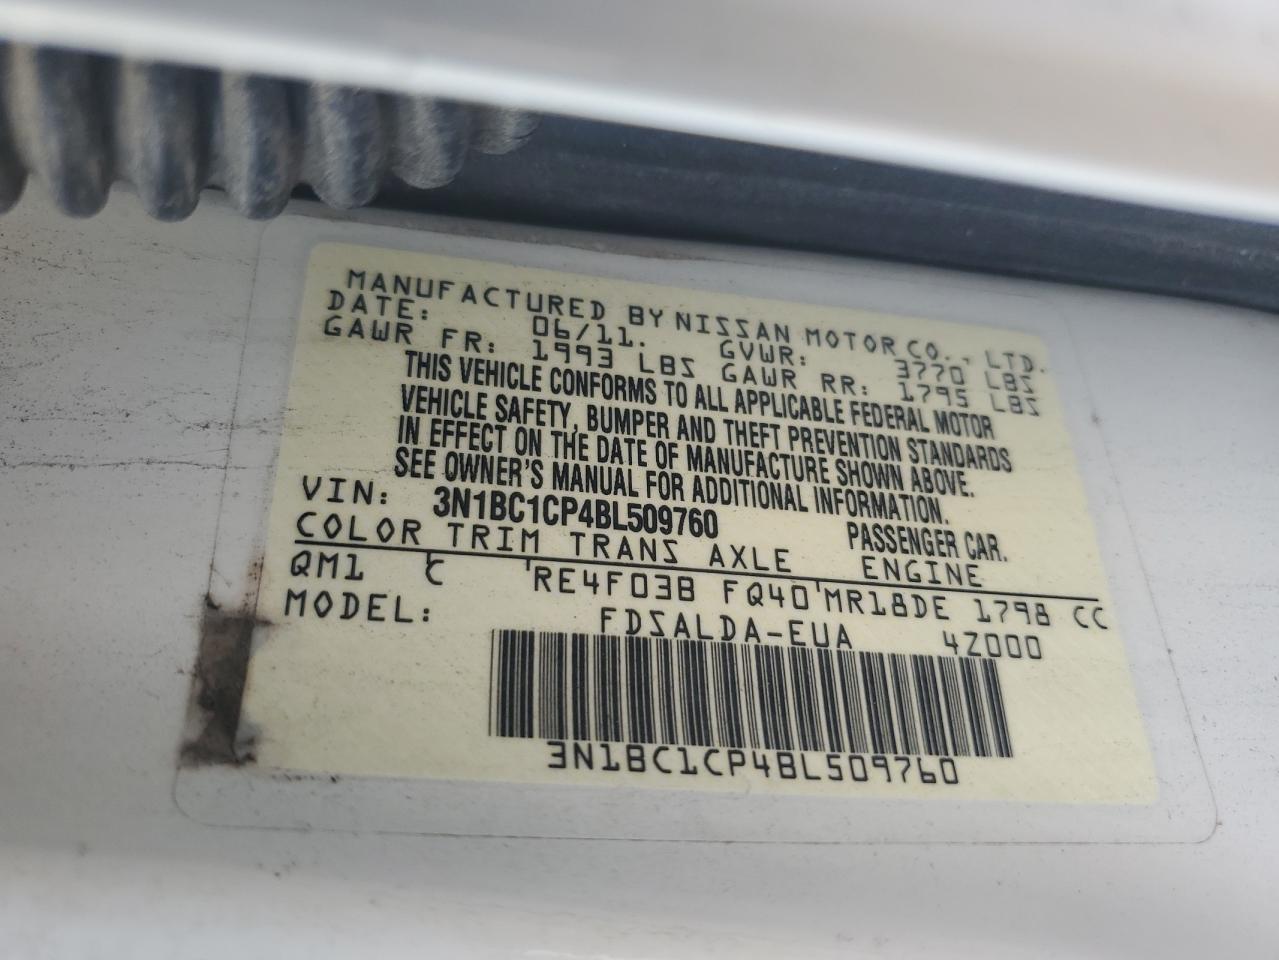 MANUFACTURED BY NISSAN MOTOR CO., LTD.
DATE: 06/11. GVWR: 3770 LBS
GAWR FR: 1993 LBS GAWR RR: 1795 LBS
THIS VEHICLE CONFORMS TO ALL APPLICABLE FEDERAL MOTOR
VEHICLE SAFETY, BUMPER AND THEFT PREVENTION STANDARDS
IN EFFECT ON THE DATE OF MANUFACTURE SHOWN ABOVE.
SEE OWNER'S MANUAL FOR ADDITIONAL INFORMATION.
VIN: 3N1BC1CP4BL509760 PASSENGER CAR.
COLOR TRIM TRANS AXLE ENGINE
QM1 C RE4F03B FQ40 MR18DE 1798 CC
MODEL: FDSALDA-EUA 4Z000
3N1BC1CP4BL509760